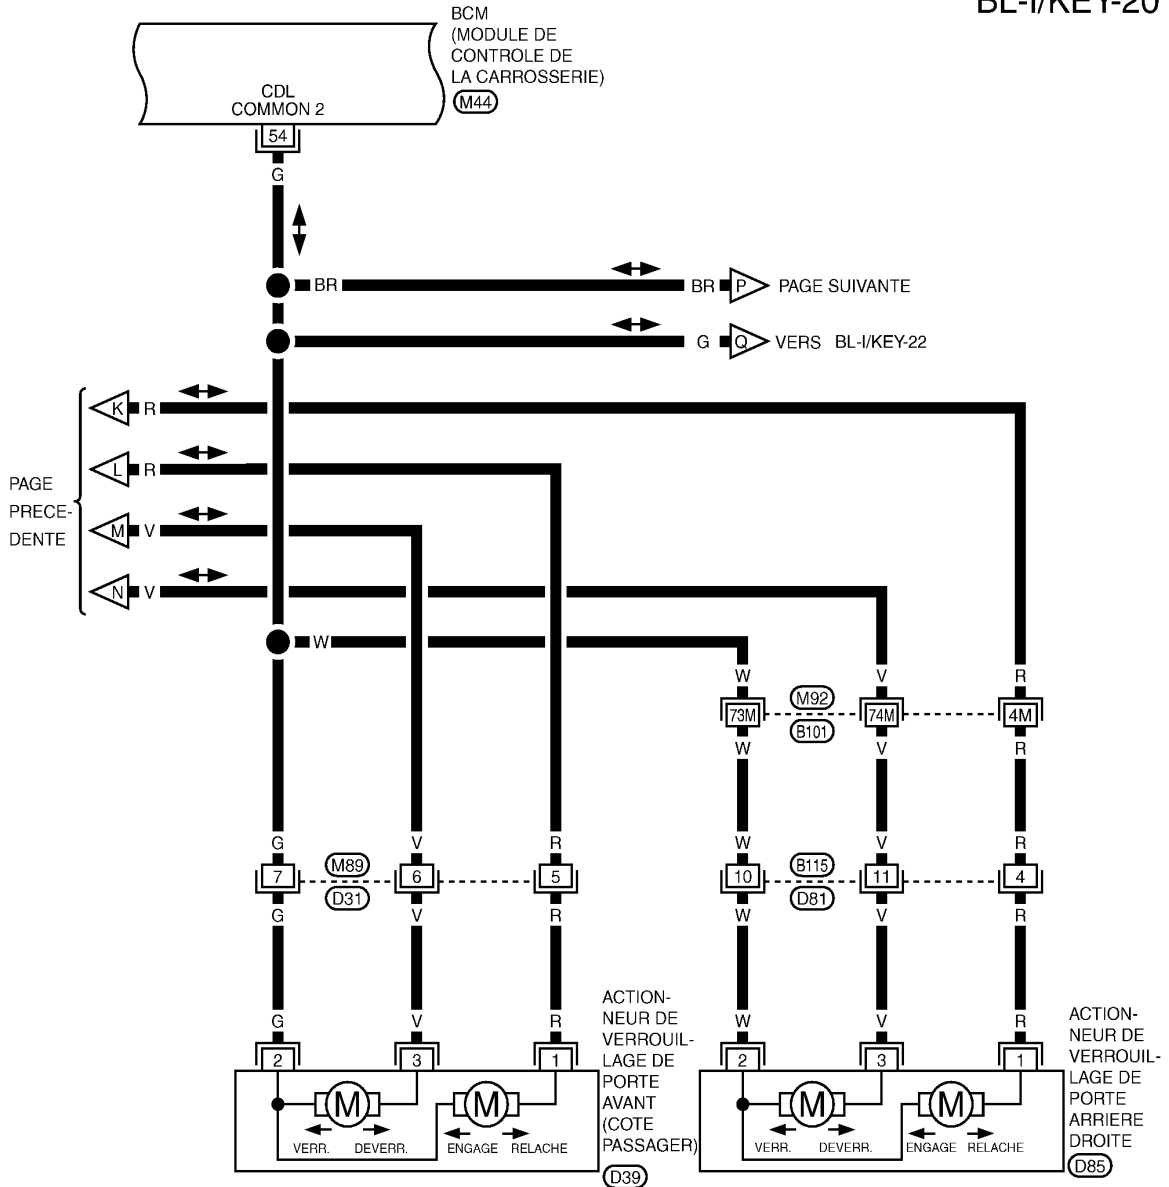 BL-I/KEY-20
BCM
(MODULE DE
CONTROLE DE
LA CARROSSERIE)
M44
CDL
COMMON 2
54
G
BR
BR
P
PAGE SUIVANTE
G
Q
VERS BL-I/KEY-22
K
R
L
R
M
V
N
V
PAGE
PRECE-
DENTE
W
W V R
73M M92 74M 4M
B101
W V R
G V R W V R
7 M89 6 5 10 B115 11 4
D31 D81
G V R W V R
G V R W V R
2 3 1 2 3 1
M M M M
VERR. DEVERR. ENGAGE RELACHE
VERR. DEVERR. ENGAGE RELACHE
ACTION-
NEUR DE
VERROUIL-
LAGE DE
PORTE
AVANT
(COTE
PASSAGER)
D39
ACTION-
NEUR DE
VERROUIL-
LAGE DE
PORTE
ARRIERE
DROITE
D85